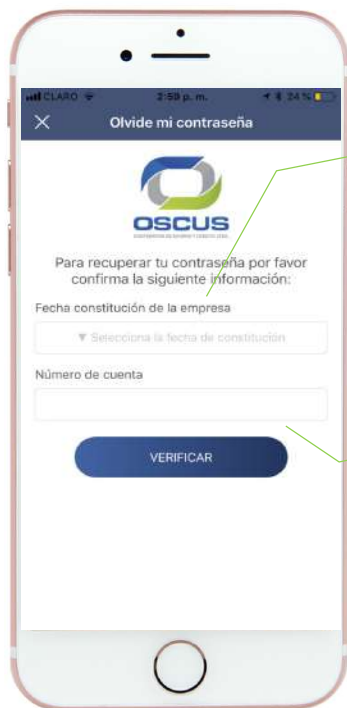 CLARO 2:59 p. m. 24 %
Olvide mi contraseña
OSCUS
Para recuperar tu contraseña por favor
confirma la siguiente información:
Fecha constitución de la empresa
▼ Selecciona la fecha de constitución
Número de cuenta
VERIFICAR